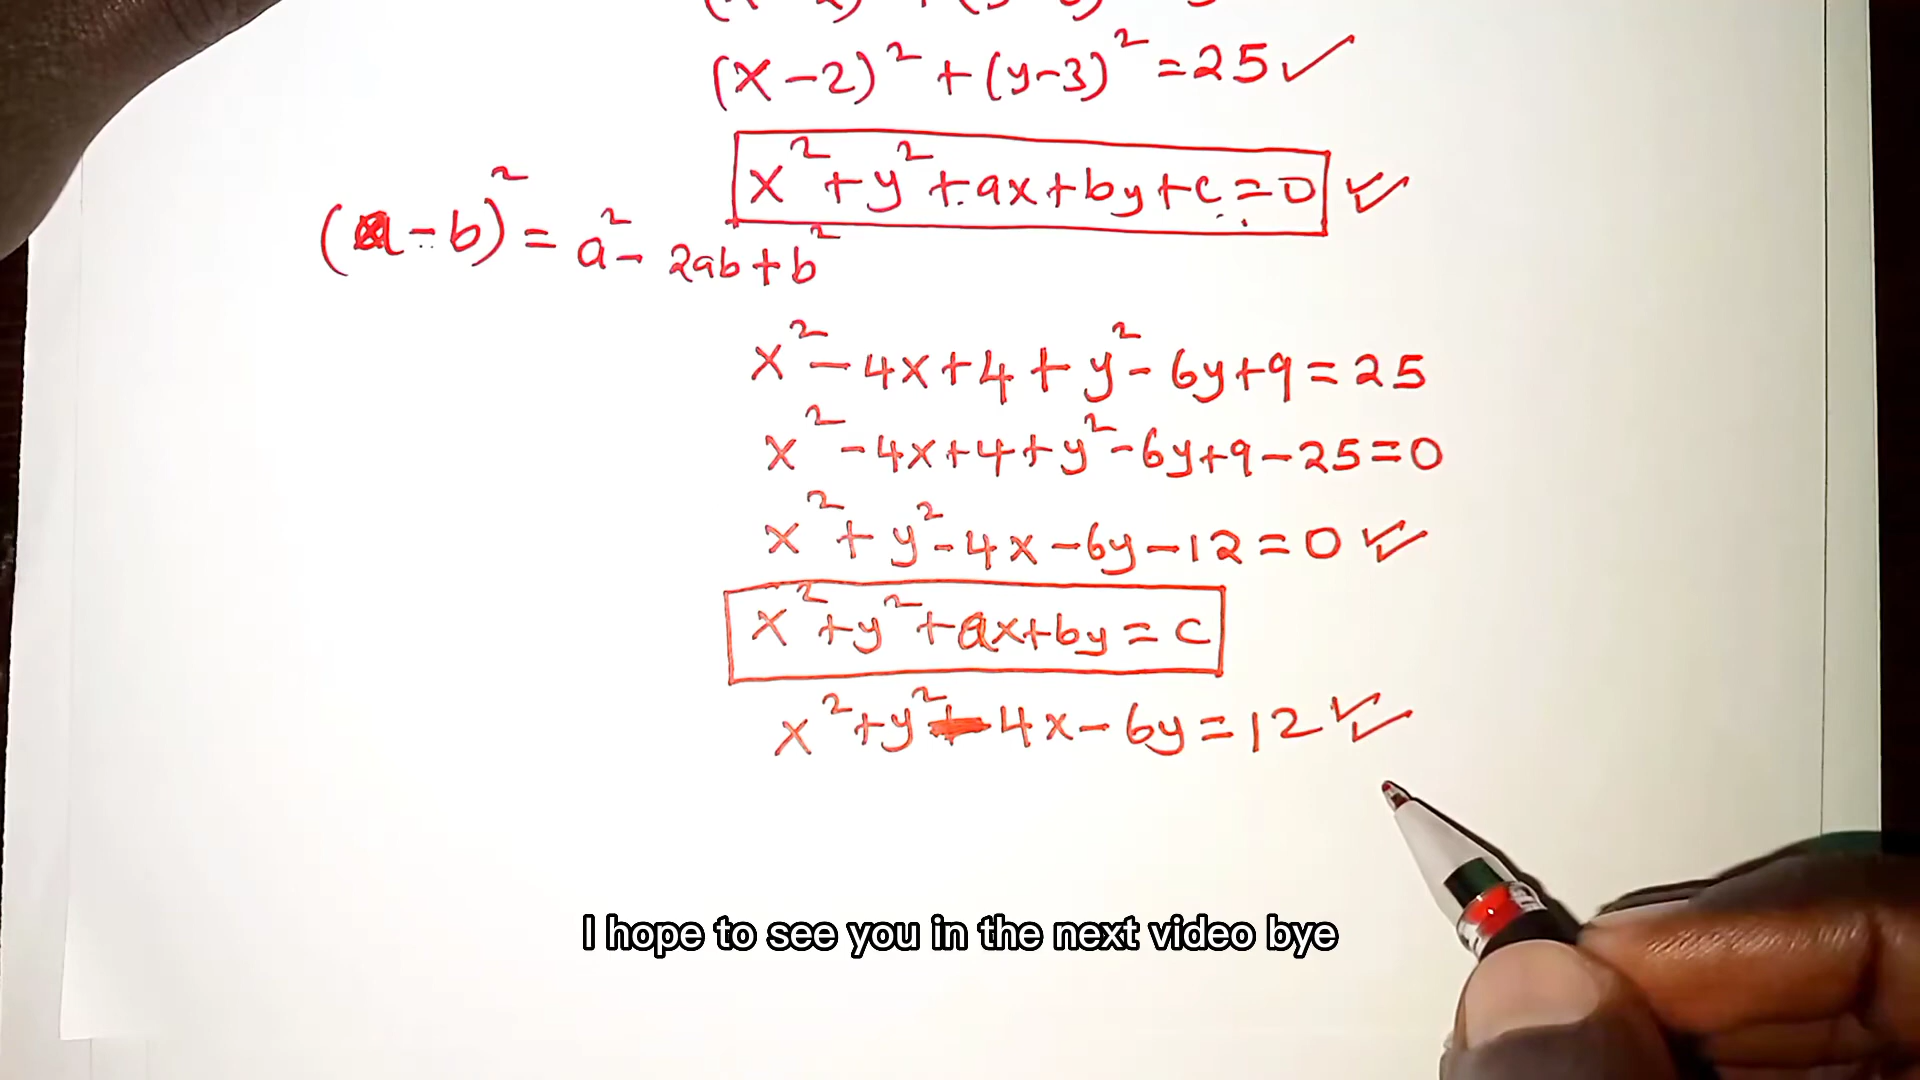 (x-2)² + (y-3)² = 25 ✓
x² + y² + ax + by + c = 0 ✓✓
(a - b)² = a² - 2ab + b²
x² - 4x + 4 + y² - 6y + 9 = 25
x² - 4x + 4 + y² - 6y + 9 - 25 = 0
x² + y² - 4x - 6y - 12 = 0 ✓✓
x² + y² + ax + by = c
x² + y² - 4x - 6y = 12 ✓✓
I hope to see you in the next video bye